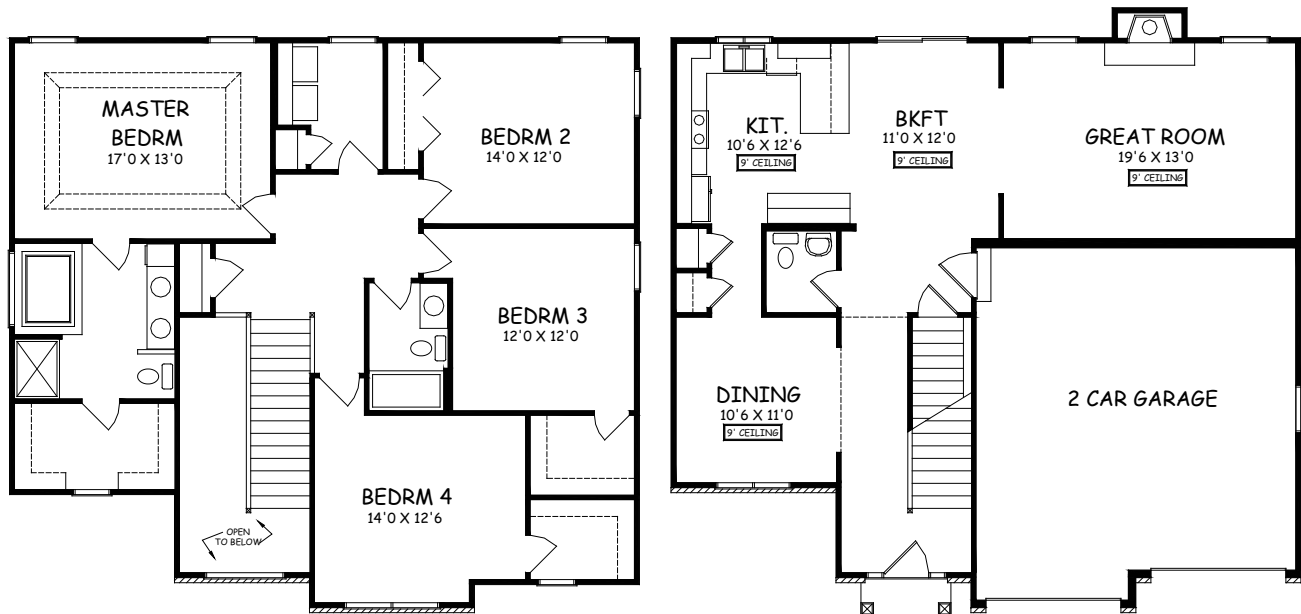 MASTER
BEDRM
17'0 X 13'0
BEDRM 2
14'0 X 12'0
BEDRM 3
12'0 X 12'0
BEDRM 4
14'0 X 12'6
OPEN
TO BELOW
KIT.
10'6 X 12'6
9' CEILING
BKFT
11'0 X 12'0
9' CEILING
GREAT ROOM
19'6 X 13'0
9' CEILING
DINING
10'6 X 11'0
9' CEILING
2 CAR GARAGE